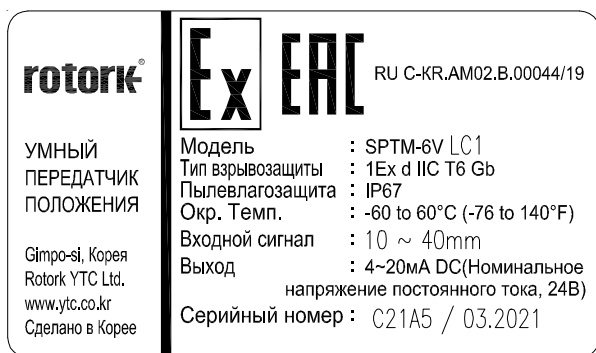 rotork®
УМНЫЙ
ПЕРЕДАТЧИК
ПОЛОЖЕНИЯ
Gimpo-si, Корея
Rotork YTC Ltd.
www.ytc.co.kr
Сделано в Корее
Ex EAC RU C-KR.AM02.B.00044/19
Модель : SPTM-6V LC1
Тип взрывозащиты : 1Ex d IIC T6 Gb
Пылевлагозащита : IP67
Окр. Темп. : -60 to 60°C (-76 to 140°F)
Входной сигнал : 10 ~ 40mm
Выход : 4~20мА DC(Номинальное
напряжение постоянного тока, 24В)
Серийный номер : C21A5 / 03.2021